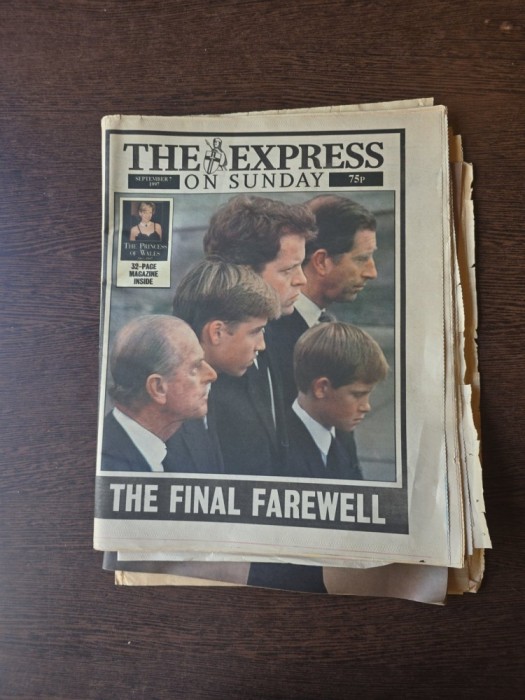 THE EXPRESS
SEPTEMBER 7
1997
ON SUNDAY
75P
THE PRINCESS
OF WALES
32-PAGE
MAGAZINE
INSIDE
THE FINAL FAREWELL